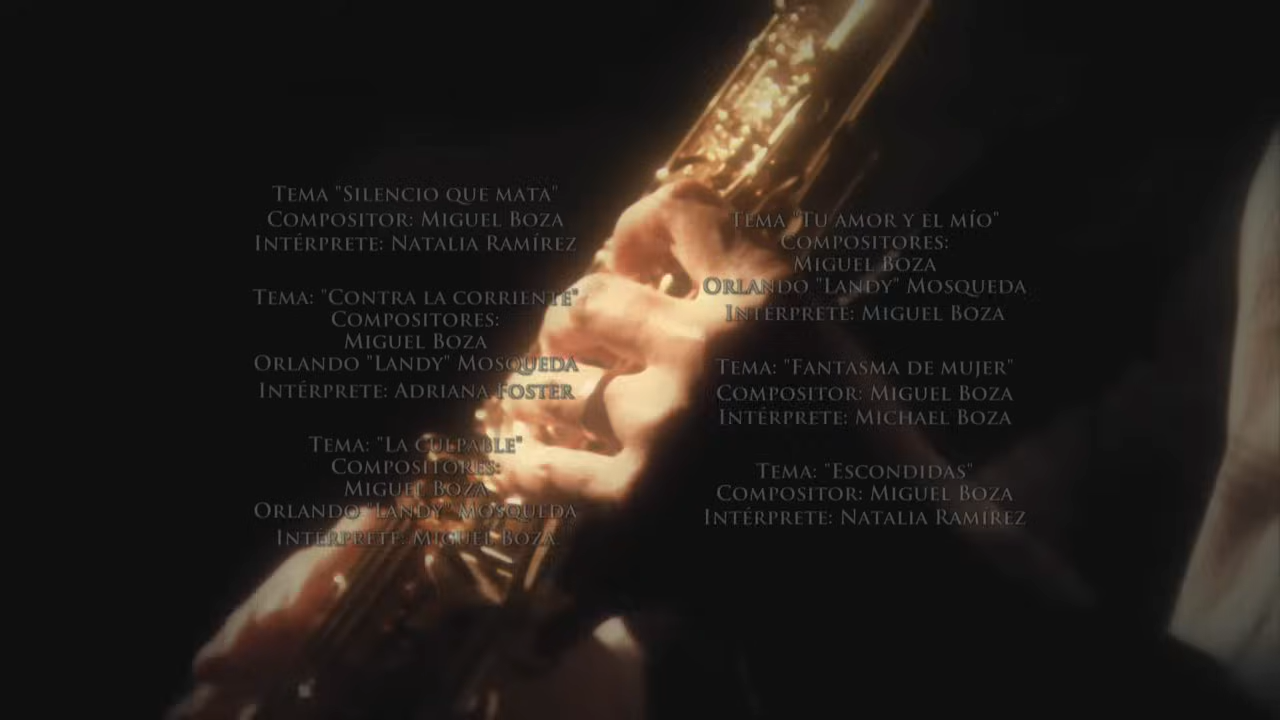 Tema "Silencio que mata"
Compositor: Miguel Boza
Intérprete: Natalia Ramírez
Tema: "Contra la corriente"
Compositores:
Miguel Boza
Orlando "Landy" Mosqueda
Intérprete: Adriana Foster
Tema: "La culpable"
Compositores:
Miguel Boza
Orlando "Landy" Mosqueda
Intérprete: Miguel Boza
Tema "Tu amor y el mío"
Compositores:
Miguel Boza
Orlando "Landy" Mosqueda
Intérprete: Miguel Boza
Tema: "Fantasma de mujer"
Compositor: Miguel Boza
Intérprete: Michael Boza
Tema: "Escondidas"
Compositor: Miguel Boza
Intérprete: Natalia Ramírez